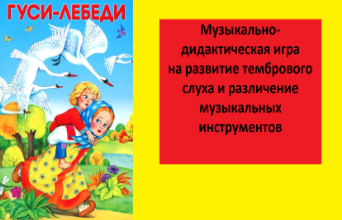 ГУСИ-ЛЕБЕДИ
Музыкально-
дидактическая игра
на развитие тембрового
слуха и различение
музыкальных
инструментов